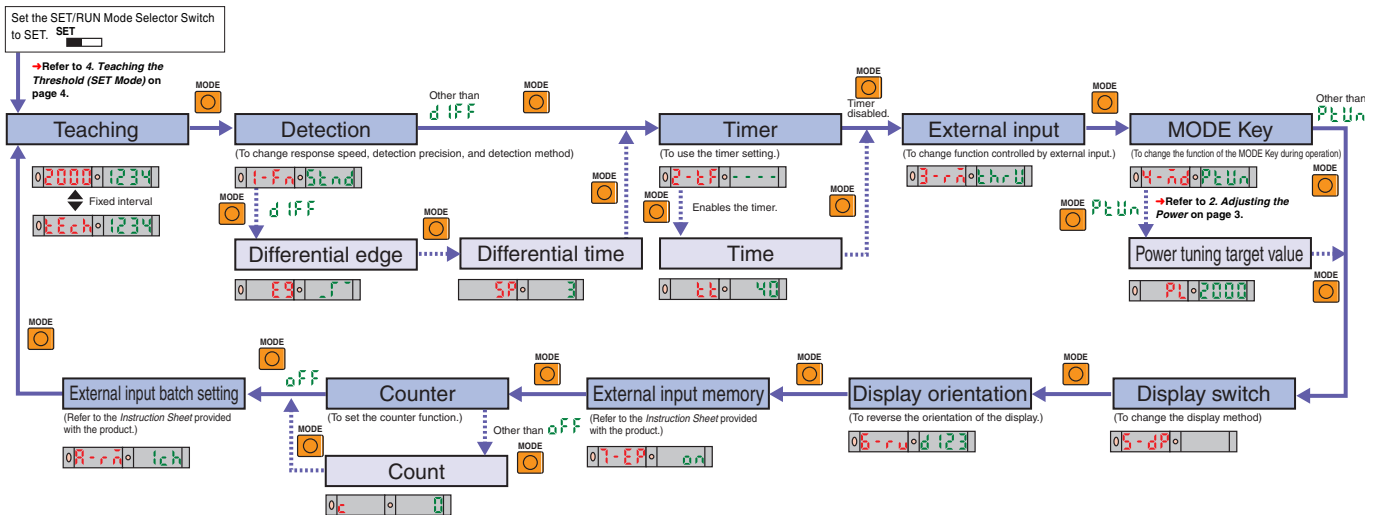 Set the SET/RUN Mode Selector Switch
to SET. SET
→Refer to 4. Teaching the
Threshold (SET Mode) on
page 4.
MODE
Teaching
2000 1234
Fixed interval
tEch 1234
MODE
Detection
(To change response speed, detection precision, and detection method)
1-Fn Stnd
Other than
dIFF
MODE
MODE
dIFF
Differential edge
EG
MODE
Differential time
SP 3
MODE
Timer
(To use the timer setting.)
2-tF ----
MODE
Enables the timer.
Time
tt 40
MODE
MODE
Timer
disabled.
External input
(To change function controlled by external input.)
3-rm thrU
MODE
MODE Key
(To change the function of the MODE Key during operation)
4-md PtUn
Other than
PtUn
MODE
MODE
PtUn
→Refer to 2. Adjusting the
Power on page 3.
Power tuning target value
PL 2000
MODE
Display switch
(To change the display method)
5-dP
MODE
Display orientation
(To reverse the orientation of the display.)
6-ru d123
MODE
External input memory
(Refer to the Instruction Sheet provided
with the product.)
7-EP on
MODE
Counter
(To set the counter function.)
Other than oFF
MODE
Count
c 0
MODE
MODE
oFF
External input batch setting
(Refer to the Instruction Sheet provided
with the product.)
A-rm 1ch
MODE